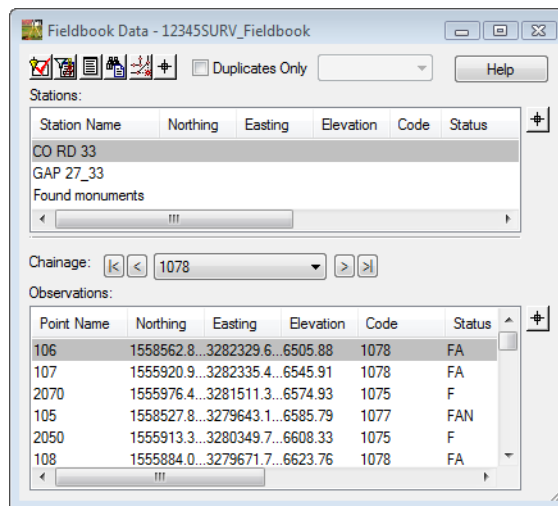 Fieldbook Data - 12345SURV_Fieldbook
Duplicates Only Help
Stations:
Station Name Northing Easting Elevation Code Status
CO RD 33
GAP 27_33
Found monuments
Chainage: 1078
Observations:
Point Name Northing Easting Elevation Code Status
106 1558562.8...3282329.6...6505.88 1078 FA
107 1555920.9...3282335.4...6545.91 1078 FA
2070 1555976.4...3281511.3...6574.93 1075 F
105 1558527.8...3279643.1...6585.79 1077 FAN
2050 1555913.3...3280349.7...6608.33 1075 F
108 1555884.0...3279671.7...6623.76 1078 FA